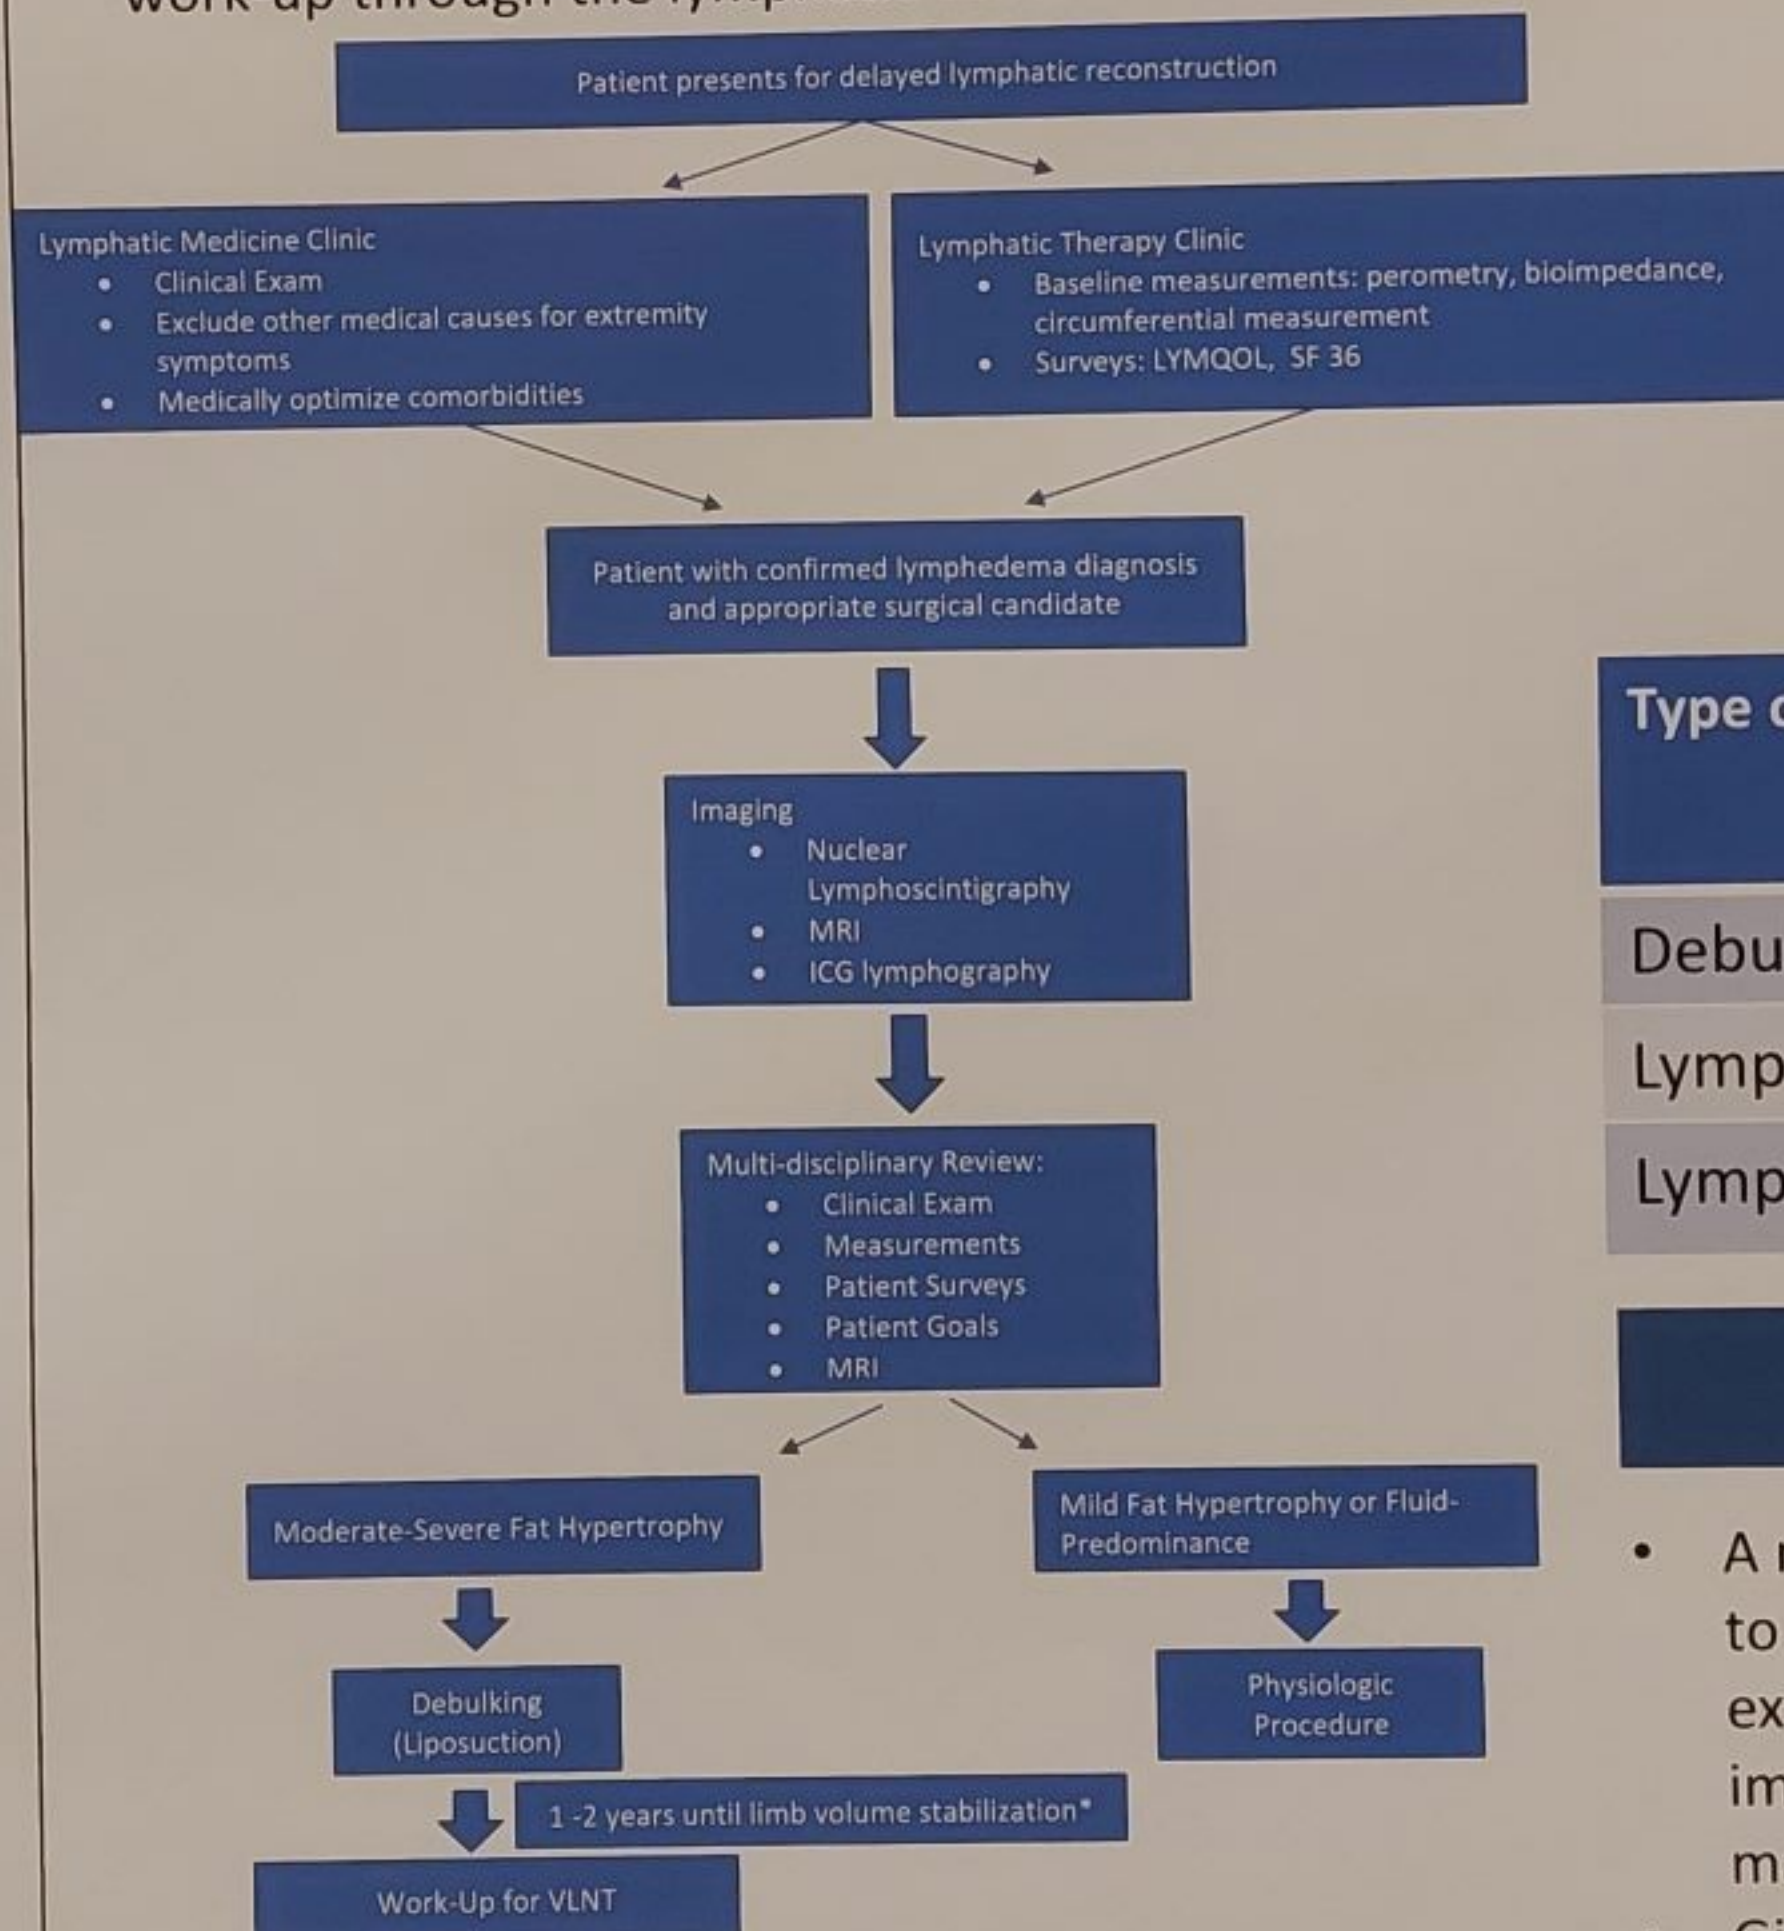 work-up through the
Patient presents for delayed lymphatic reconstruction
Lymphatic Medicine Clinic
• Clinical Exam
• Exclude other medical causes for extremity
symptoms
• Medically optimize comorbidities
Lymphatic Therapy Clinic
• Baseline measurements: perometry, bioimpedance,
circumferential measurement
• Surveys: LYMQOL, SF 36
Patient with confirmed lymphedema diagnosis
and appropriate surgical candidate
Imaging
• Nuclear
Lymphoscintigraphy
• MRI
• ICG lymphography
Multi-disciplinary Review:
• Clinical Exam
• Measurements
• Patient Surveys
• Patient Goals
• MRI
Moderate-Severe Fat Hypertrophy
Mild Fat Hypertrophy or Fluid-
Predominance
Debulking
(Liposuction)
Physiologic
Procedure
1 -2 years until limb volume stabilization*
Work-Up for VLNT
Type
Debu
Lymp
Lymp
• A
to
ex
im
m